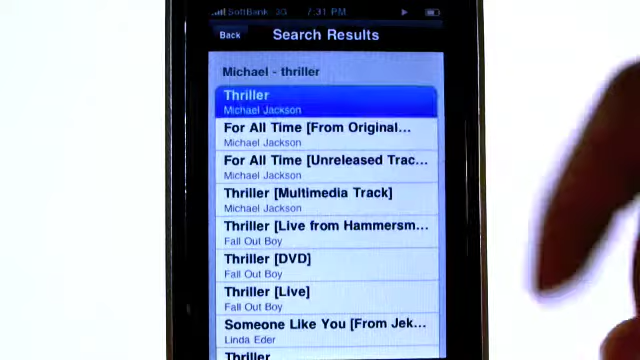 SoftBank 3G 7:31 PM
Back Search Results
Michael - thriller
Thriller
Michael Jackson
For All Time [From Original...
Michael Jackson
For All Time [Unreleased Trac...
Michael Jackson
Thriller [Multimedia Track]
Michael Jackson
Thriller [Live from Hammersm...
Fall Out Boy
Thriller [DVD]
Fall Out Boy
Thriller [Live]
Fall Out Boy
Someone Like You [From Jek...
Linda Eder
Thriller